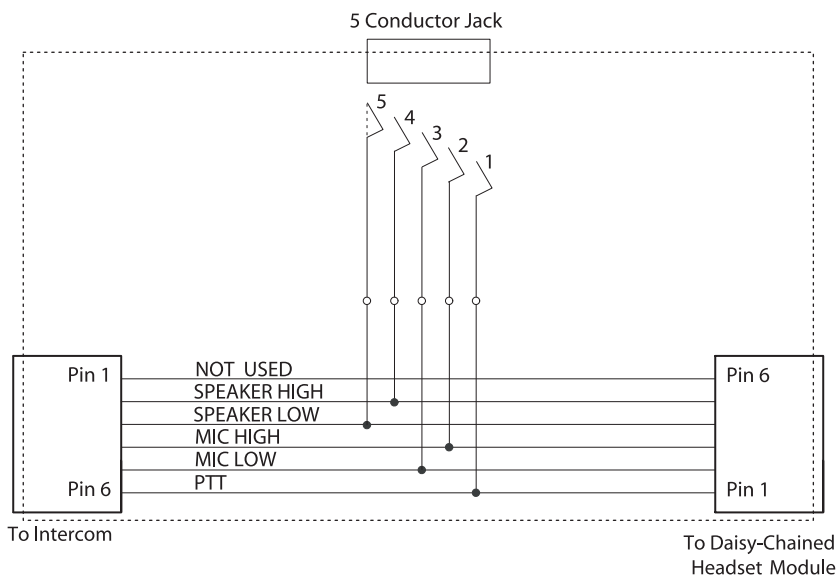 5 Conductor Jack
5
4
3
2
1
Pin 1
NOT USED
Pin 6
SPEAKER HIGH
SPEAKER LOW
MIC HIGH
MIC LOW
Pin 6
PTT
Pin 1
To Intercom
To Daisy-Chained
Headset Module